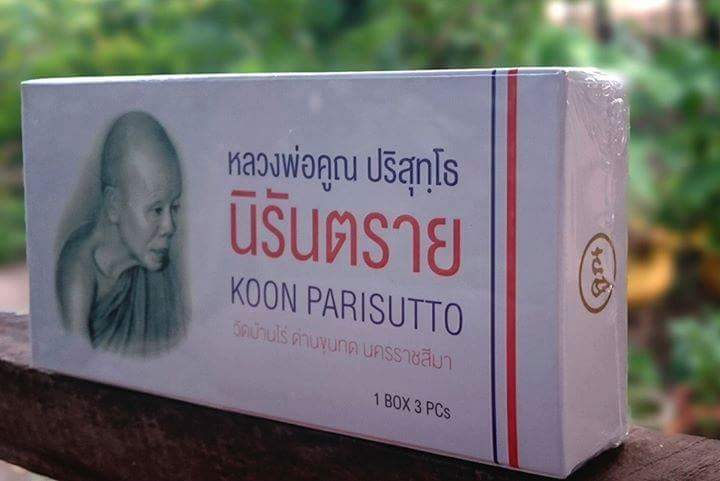 หลวงพ่อคูณ ปริสุทฺโธ
นิรันตราย
KOON PARISUTTO
วัดบ้านไร่ ด่านขุนทด นครราชสีมา
1 BOX 3 PCs